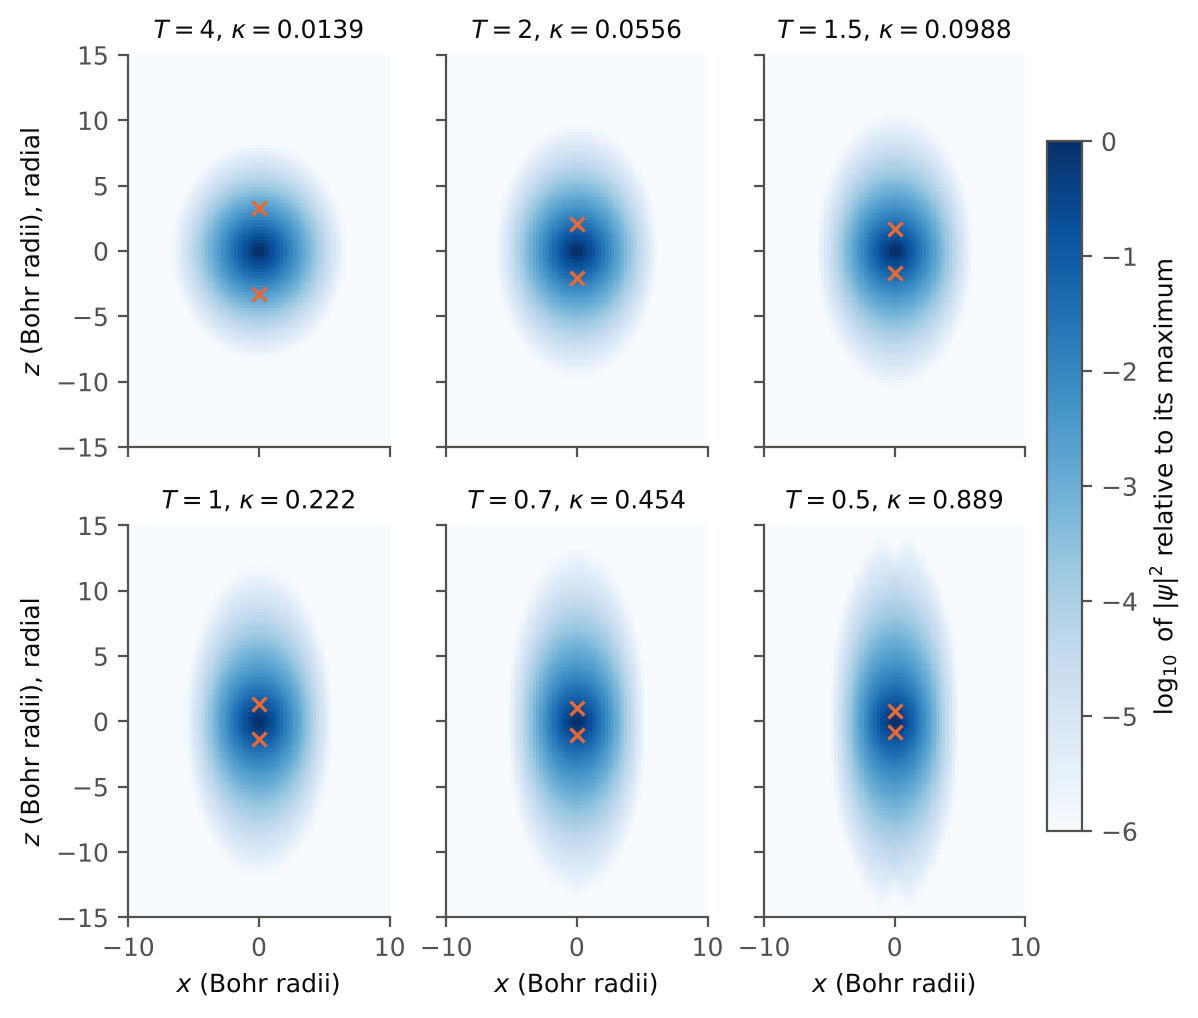 T = 4, κ = 0.0139
T = 2, κ = 0.0556
T = 1.5, κ = 0.0988
15
10
5
0
−5
−10
−15
z (Bohr radii), radial
T = 1, κ = 0.222
T = 0.7, κ = 0.454
T = 0.5, κ = 0.889
15
10
5
0
−5
−10
−15
z (Bohr radii), radial
−10 0 10
−10 0 10
−10 0 10
x (Bohr radii)
x (Bohr radii)
x (Bohr radii)
0
−1
−2
−3
−4
−5
−6
log₁₀ of |ψ|² relative to its maximum